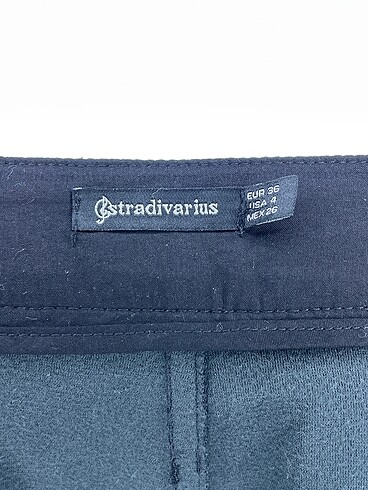 stradivarius
EUR 36
USA 4
MEX 26